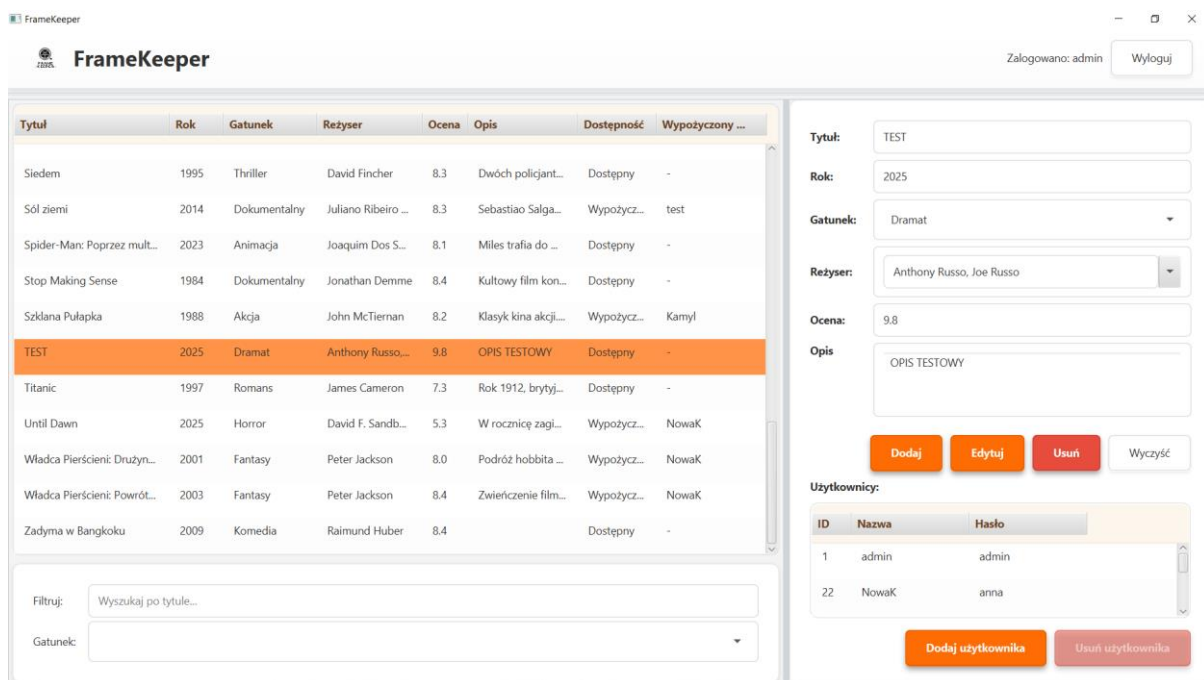 FrameKeeper
FrameKeeper
Zalogowano: admin Wyloguj
Tytuł Rok Gatunek Reżyser Ocena Opis Dostępność Wypożyczony ...
Siedem 1995 Thriller David Fincher 8.3 Dwóch policjant... Dostępny -
Sól ziemi 2014 Dokumentalny Juliano Ribeiro ... 8.3 Sebastiao Salga... Wypożycz... test
Spider-Man: Poprzez mult... 2023 Animacja Joaquim Dos S... 8.1 Miles trafia do ... Dostępny -
Stop Making Sense 1984 Dokumentalny Jonathan Demme 8.4 Kultowy film kon... Dostępny -
Szklana Pułapka 1988 Akcja John McTiernan 8.2 Klasyk kina akcji.... Wypożycz... Kamyl
TEST 2025 Dramat Anthony Russo,... 9.8 OPIS TESTOWY Dostępny -
Titanic 1997 Romans James Cameron 7.3 Rok 1912, brytyj... Dostępny -
Until Dawn 2025 Horror David F. Sandb... 5.3 W rocznicę zagi... Wypożycz... NowaK
Władca Pierścieni: Drużyn... 2001 Fantasy Peter Jackson 8.0 Podróż hobbita ... Wypożycz... NowaK
Władca Pierścieni: Powrót... 2003 Fantasy Peter Jackson 8.4 Zwieńczenie film... Wypożycz... NowaK
Zadyma w Bangkoku 2009 Komedia Raimund Huber 8.4 Dostępny -
Filtruj: Wyszukaj po tytule...
Gatunek:
Tytuł: TEST
Rok: 2025
Gatunek: Dramat
Reżyser: Anthony Russo, Joe Russo
Ocena: 9.8
Opis OPIS TESTOWY
Dodaj Edytuj Usuń Wyczyść
Użytkownicy:
ID Nazwa Hasło
1 admin admin
22 NowaK anna
Dodaj użytkownika Usuń użytkownika